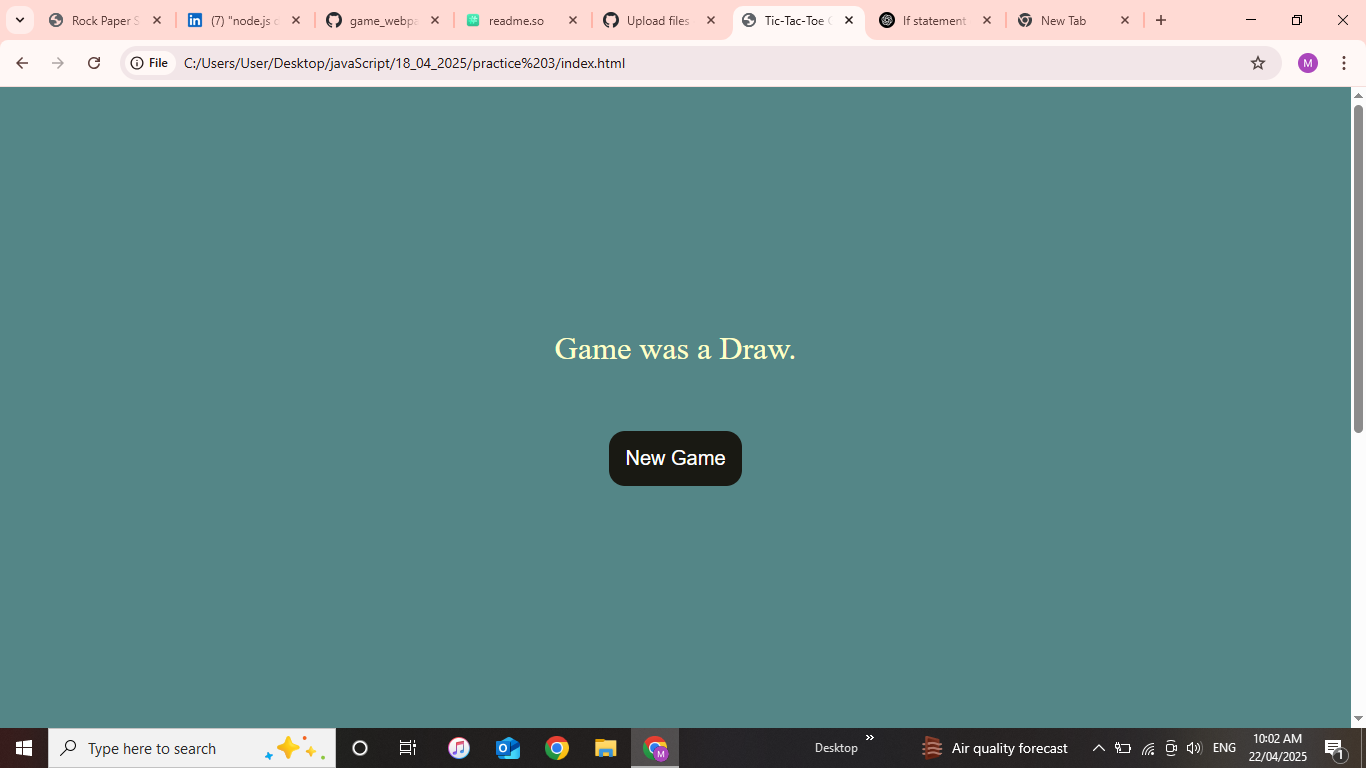 Rock Paper S
(7) "node.js d
game_webpa
readme.so
Upload files
Tic-Tac-Toe G
If statement
New Tab
File
C:/Users/User/Desktop/javaScript/18_04_2025/practice%203/index.html
M
Game was a Draw.
New Game
Type here to search
M
Desktop
Air quality forecast
ENG
10:02 AM
22/04/2025
1